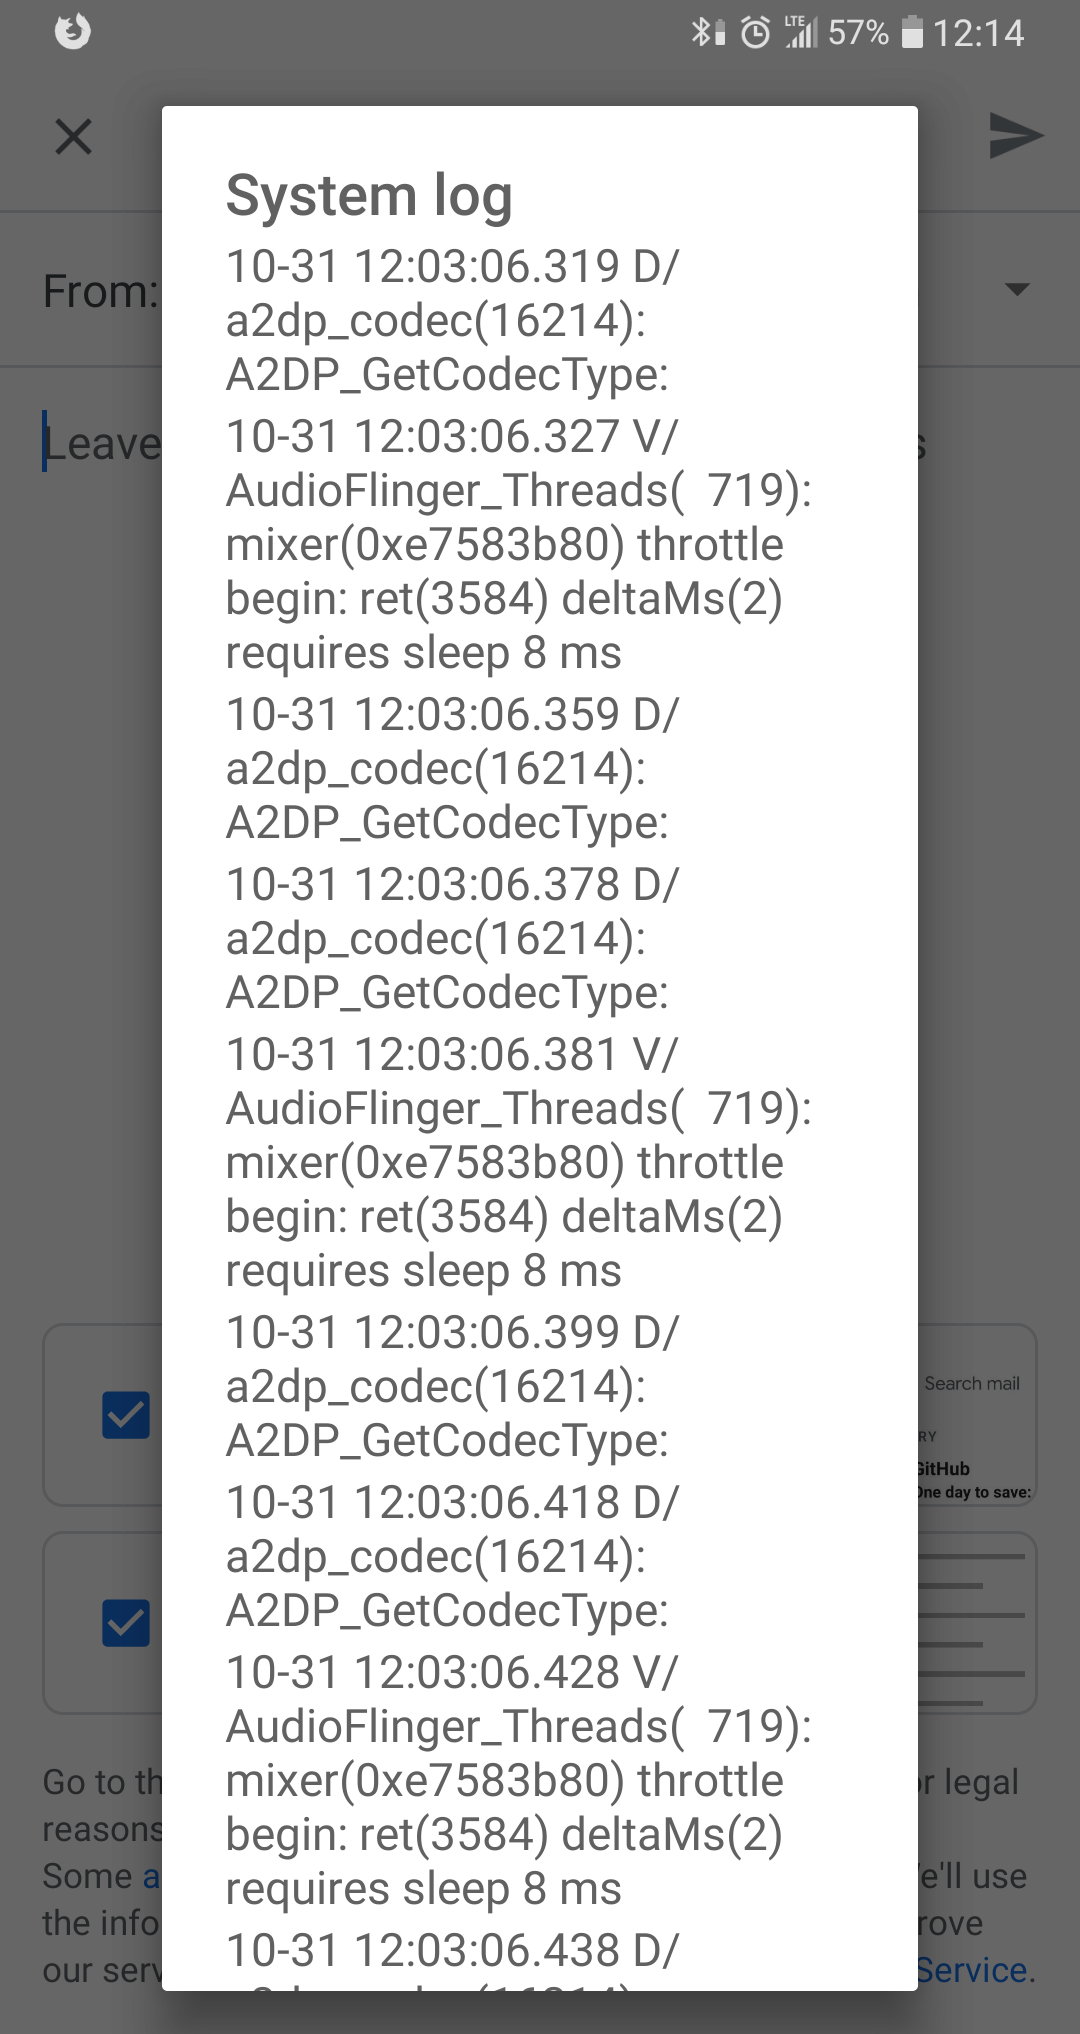 LTE 57% 12:14
System log
From:
Leave
10-31 12:03:06.319 D/
a2dp_codec(16214):
A2DP_GetCodecType:
10-31 12:03:06.327 V/
AudioFlinger_Threads(  719):
mixer(0xe7583b80) throttle
begin: ret(3584) deltaMs(2)
requires sleep 8 ms
10-31 12:03:06.359 D/
a2dp_codec(16214):
A2DP_GetCodecType:
10-31 12:03:06.378 D/
a2dp_codec(16214):
A2DP_GetCodecType:
10-31 12:03:06.381 V/
AudioFlinger_Threads(  719):
mixer(0xe7583b80) throttle
begin: ret(3584) deltaMs(2)
requires sleep 8 ms
10-31 12:03:06.399 D/
a2dp_codec(16214):
A2DP_GetCodecType:
10-31 12:03:06.418 D/
a2dp_codec(16214):
A2DP_GetCodecType:
10-31 12:03:06.428 V/
AudioFlinger_Threads(  719):
mixer(0xe7583b80) throttle
begin: ret(3584) deltaMs(2)
requires sleep 8 ms
10-31 12:03:06.438 D/
Search mail
RY
GitHub
One day to save:
Go to th
r legal
reasons
Some a
e'll use
the info
rove
our serv
Service.